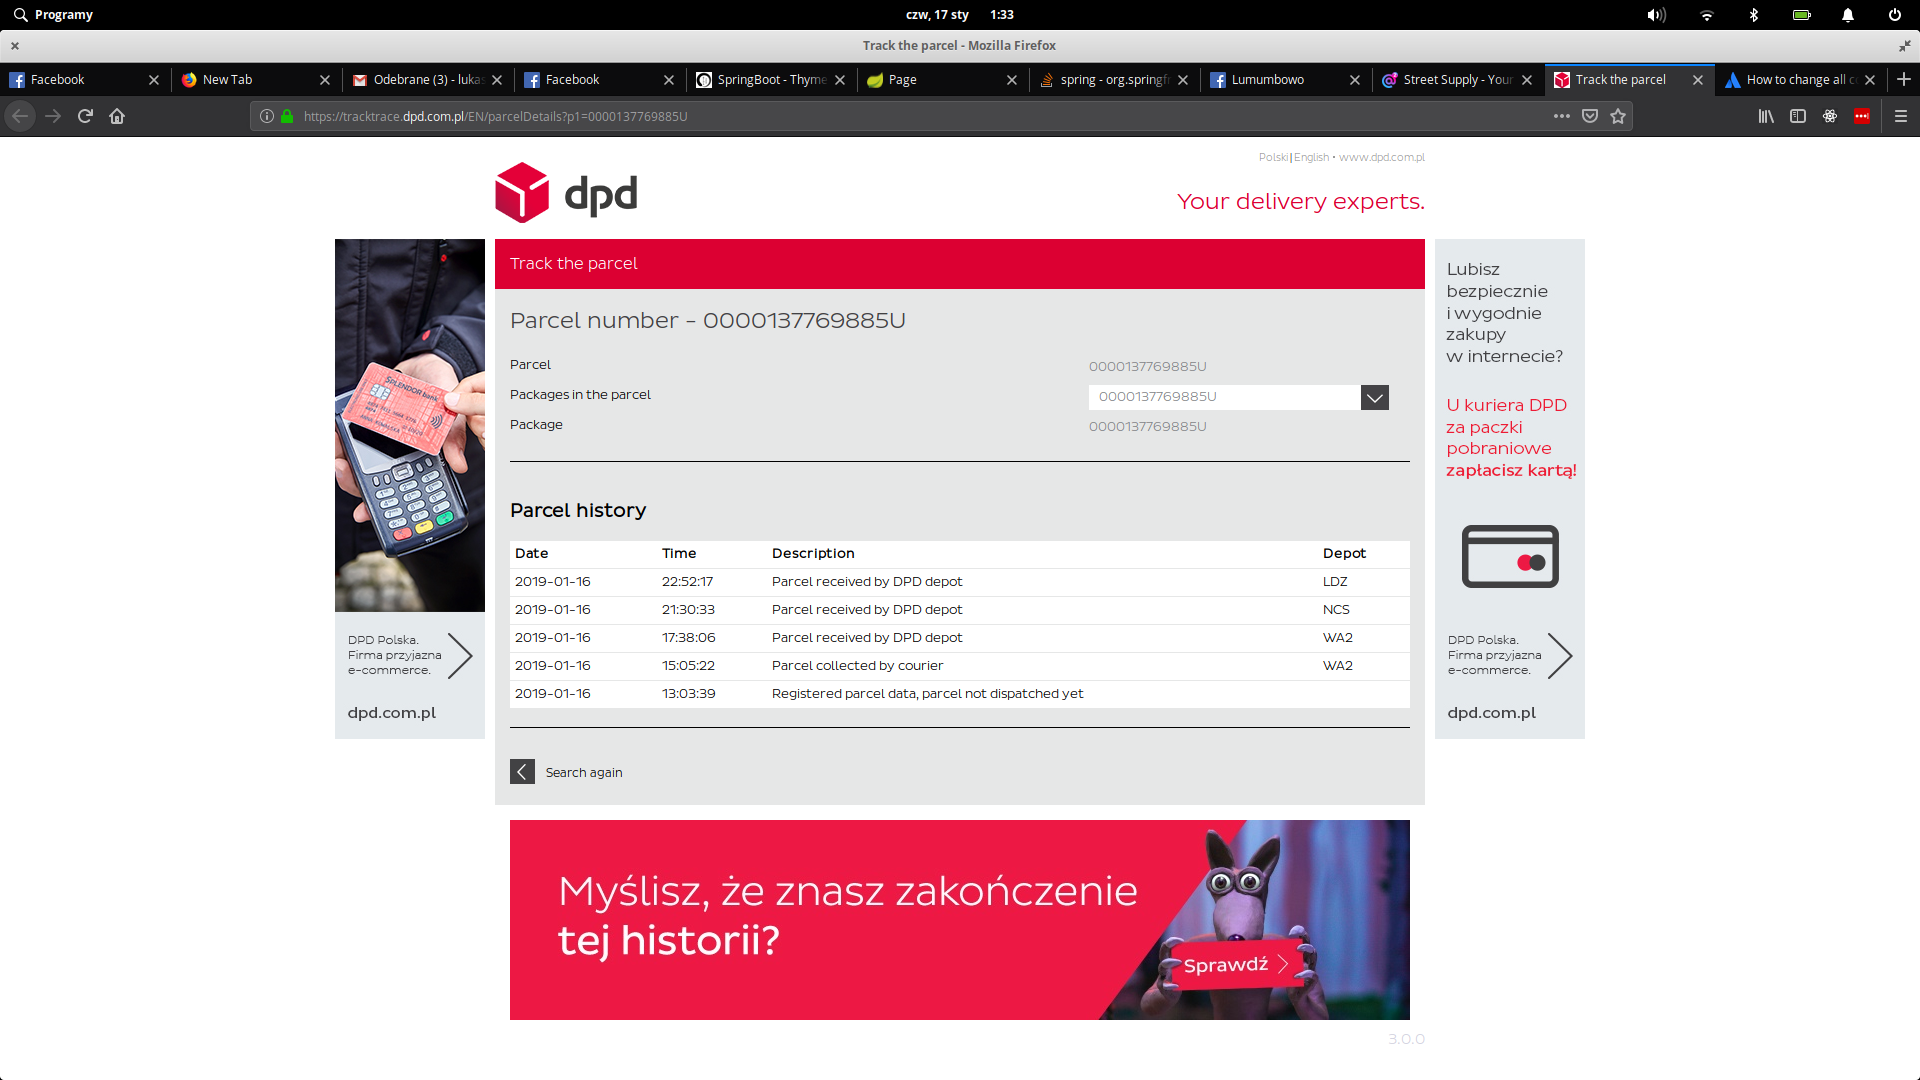 Programy
czw, 17 sty 1:33
Track the parcel - Mozilla Firefox
Facebook
New Tab
Odebrane (3) - lukas
Facebook
SpringBoot - Thyme
Page
spring - org.springfr
Lumumbowo
Street Supply - Your
Track the parcel
How to change all c
https://tracktrace.dpd.com.pl/EN/parcelDetails?p1=0000137769885U
Polski|English • www.dpd.com.pl
dpd
Your delivery experts.
Track the parcel
Parcel number - 0000137769885U
Parcel 0000137769885U
Packages in the parcel 0000137769885U
Package 0000137769885U
Parcel history
Date Time Description Depot
2019-01-16 22:52:17 Parcel received by DPD depot LDZ
2019-01-16 21:30:33 Parcel received by DPD depot NCS
2019-01-16 17:38:06 Parcel received by DPD depot WA2
2019-01-16 15:05:22 Parcel collected by courier WA2
2019-01-16 13:03:39 Registered parcel data, parcel not dispatched yet
Search again
SPLENDOR bank
DPD Polska.
Firma przyjazna
e-commerce.
dpd.com.pl
Lubisz
bezpiecznie
i wygodnie
zakupy
w internecie?
U kuriera DPD
za paczki
pobraniowe
zapłacisz kartą!
DPD Polska.
Firma przyjazna
e-commerce.
dpd.com.pl
Myślisz, że znasz zakończenie
tej historii?
Sprawdź
3.0.0